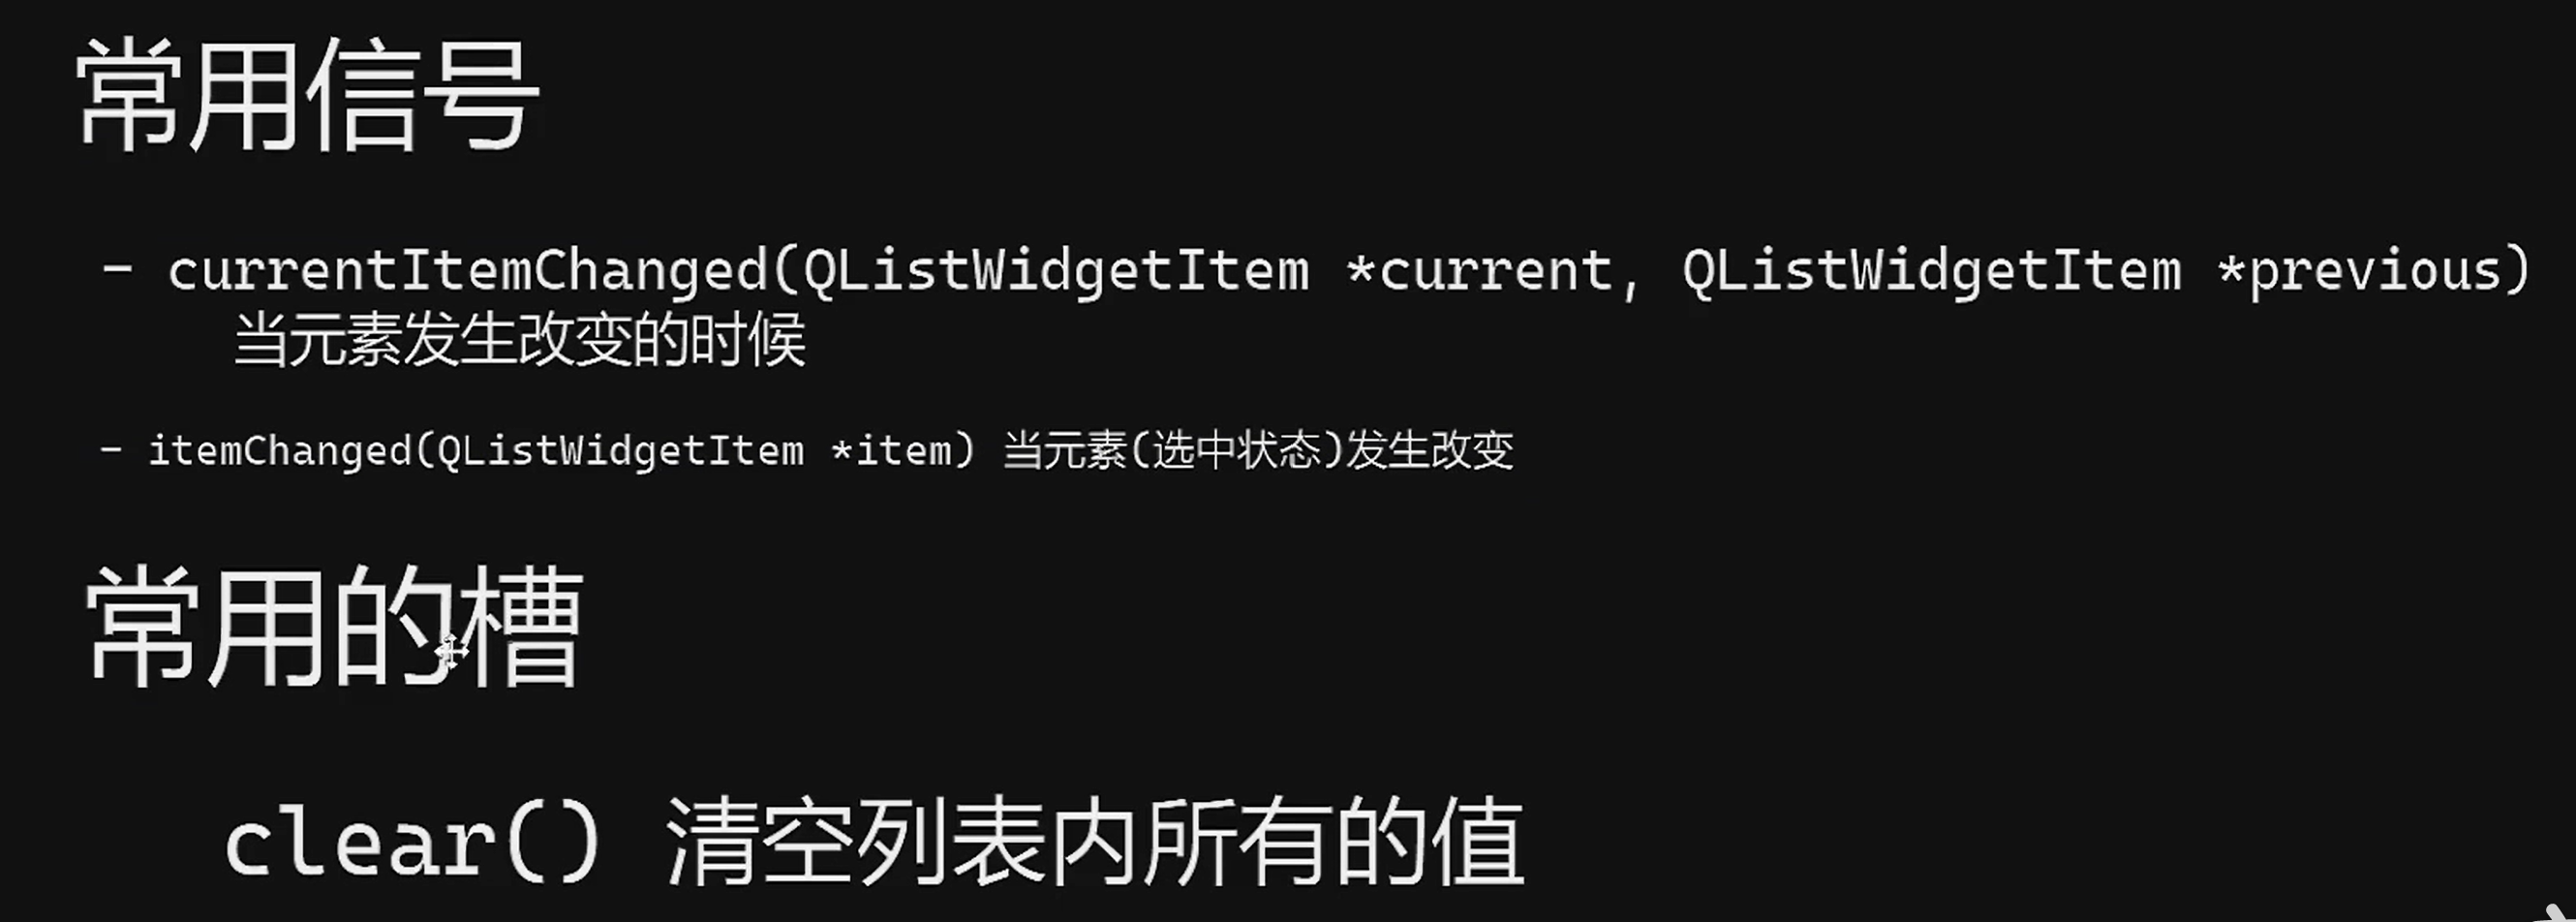 常用信号
- currentItemChanged(QListWidgetItem *current, QListWidgetItem *previous)
当元素发生改变的时候
- itemChanged(QListWidgetItem *item) 当元素(选中状态)发生改变
常用的槽
clear() 清空列表内所有的值